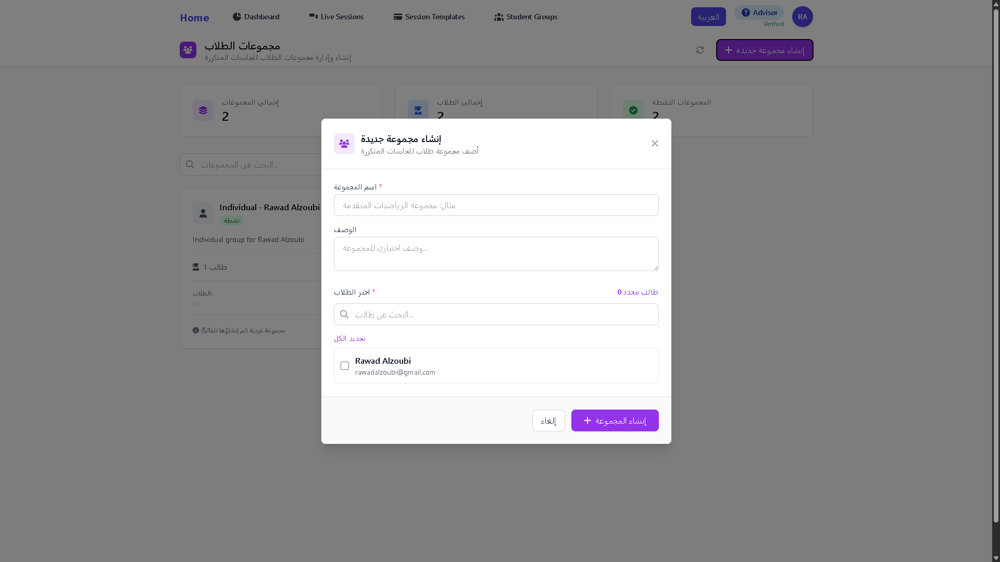 Home
Dashboard
Live Sessions
Session Templates
Student Groups
العربية
Advisor
Verified
RA
مجموعات الطلاب
إنشاء وإدارة مجموعات الطلاب للجلسات المتكررة
إنشاء مجموعة جديدة
إجمالي المجموعات
2
إجمالي الطلاب
2
المجموعات النشطة
2
البحث في المجموعات...
Individual - Rawad Alzoubi
نشطة
Individual group for Rawad Alzoubi
1 طالب
الطلاب:
مجموعة فردية (تم إنشاؤها تلقائياً)
إنشاء مجموعة جديدة
أضف مجموعة طلاب للجلسات المتكررة
اسم المجموعة *
مثال: مجموعة الرياضيات المتقدمة
الوصف
وصف اختياري للمجموعة...
اختر الطلاب *
0 طالب محدد
البحث عن طالب...
تحديد الكل
Rawad Alzoubi
rawadalzoubi@gmail.com
إلغاء
إنشاء المجموعة